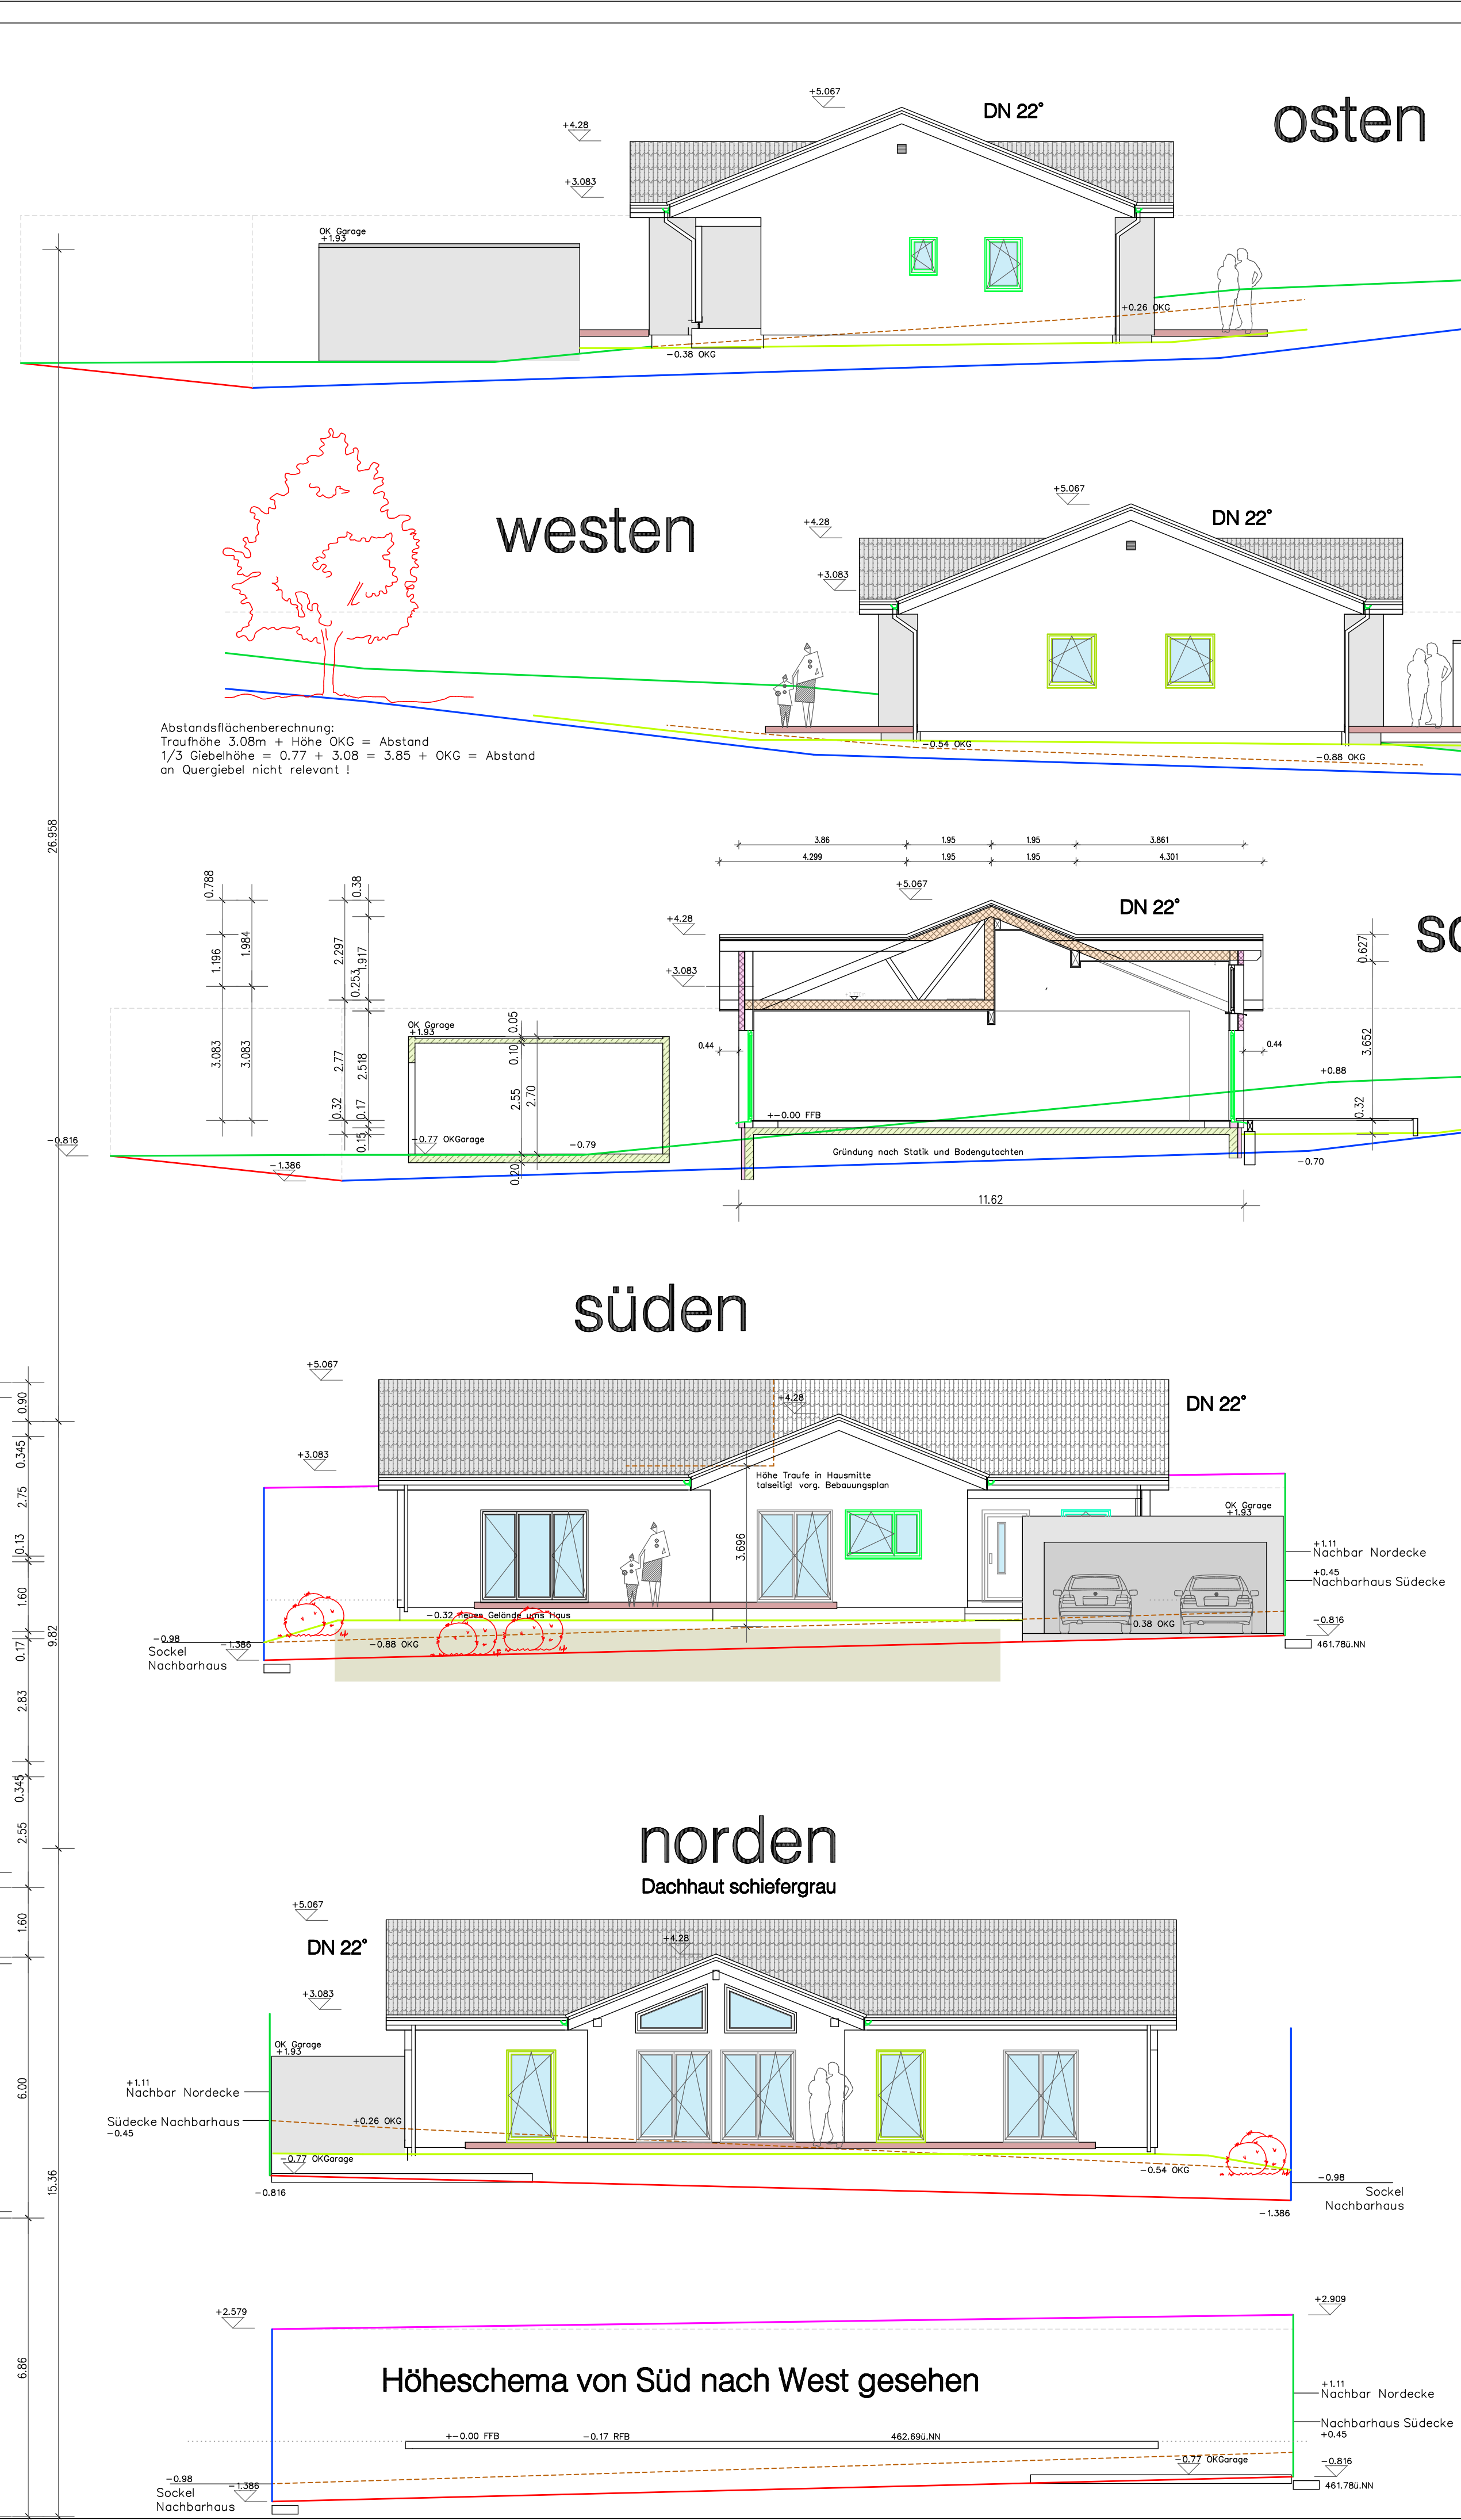 osten
DN 22°
+5.067
+4.28
+3.083
OK Garage
+1.93
+0.26 OKG
-0.38 OKG
westen
DN 22°
+5.067
+4.28
+3.083
-0.54 OKG
-0.88 OKG
Abstandsflächenberechnung:
Traufhöhe 3.08m + Höhe OKG = Abstand
1/3 Giebelhöhe = 0.77 + 3.08 = 3.85 + OKG = Abstand
an Quergiebel nicht relevant !
26.958
3.86 1.95 1.95 3.861
4.299 1.95 1.95 4.301
+5.067
DN 22°
+4.28
+3.083
0.788
1.196
1.984
3.083
3.083
0.38
2.297
1.917
0.253
2.77
2.518
0.32
0.17
0.15
OK Garage
+1.93
0.05
0.10
2.55
2.70
0.20
0.44
0.44
0.627
3.652
0.32
+0.88
+-0.00 FFB
-0.77 OKGarage
-0.79
-0.816
-1.386
Gründung nach Statik und Bodengutachten
-0.70
11.62
süden
+5.067
+4.28
DN 22°
+3.083
Höhe Traufe in Hausmitte
talseitig! vorg. Bebauungsplan
3.696
OK Garage
+1.93
+1.11
Nachbar Nordecke
+0.45
Nachbarhaus Südecke
-0.32 neues Gelände ums Haus
-0.88 OKG
-0.38 OKG
-0.816
461.78ü.NN
-0.98
Sockel
Nachbarhaus
-1.386
0.90
0.345
2.75
0.13
1.60
0.17
9.82
2.83
0.345
2.55
1.60
6.00
15.36
6.86
norden
Dachhaut schiefergrau
+5.067
DN 22°
+4.28
+3.083
OK Garage
+1.93
+1.11
Nachbar Nordecke
Südecke Nachbarhaus
-0.45
+0.26 OKG
-0.77 OKGarage
-0.816
-0.54 OKG
-0.98
Sockel
Nachbarhaus
-1.386
+2.579
+2.909
Höheschema von Süd nach West gesehen
+1.11
Nachbar Nordecke
Nachbarhaus Südecke
+0.45
+-0.00 FFB -0.17 RFB 462.69ü.NN
-0.77 OKGarage
-0.816
461.78ü.NN
-0.98
Sockel
Nachbarhaus
-1.386